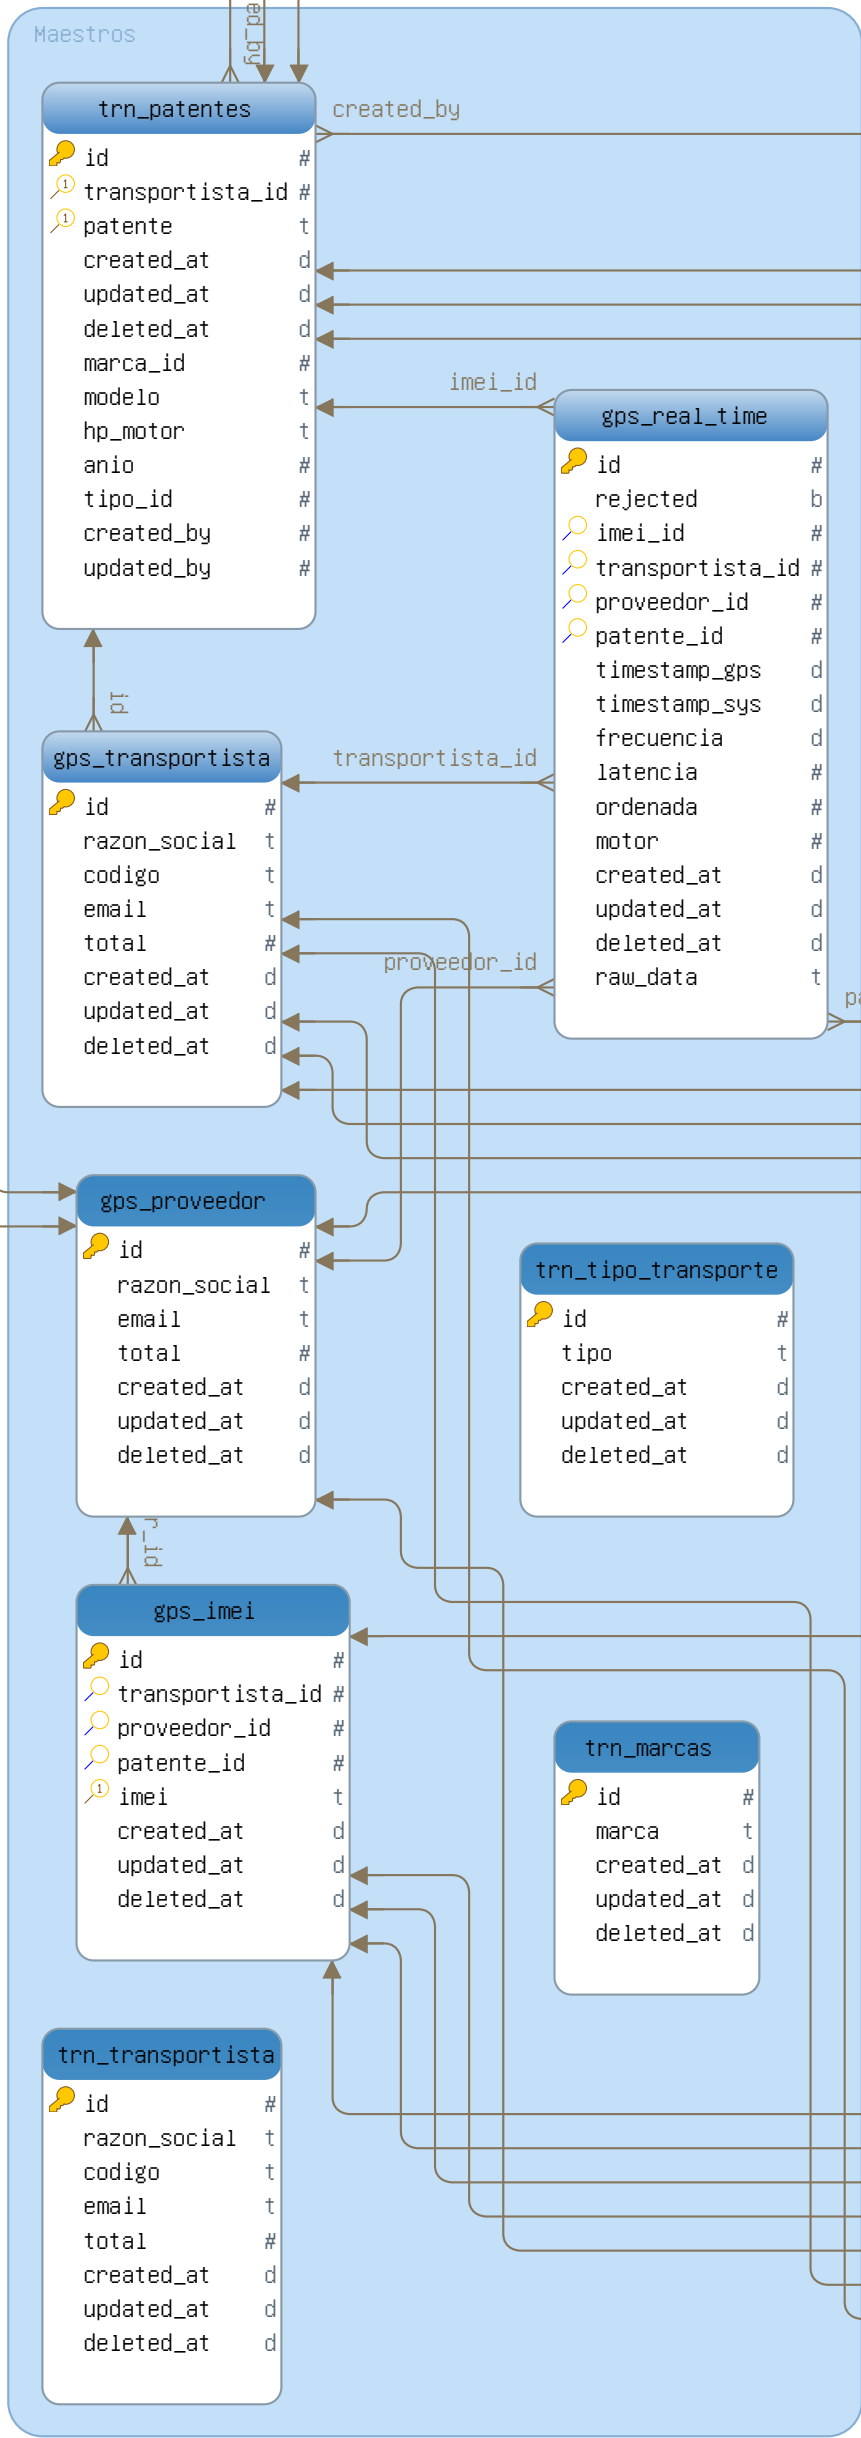 ed_by
Maestros
trn_patentes
created_by
id #
transportista_id #
patente t
created_at d
updated_at d
deleted_at d
marca_id #
modelo t
hp_motor t
anio #
tipo_id #
created_by #
updated_by #
imei_id
gps_real_time
id #
rejected b
imei_id #
transportista_id #
proveedor_id #
patente_id #
timestamp_gps d
timestamp_sys d
frecuencia d
latencia #
ordenada #
motor #
created_at d
updated_at d
deleted_at d
raw_data t
id
gps_transportista
transportista_id
id #
razon_social t
codigo t
email t
total #
created_at d
updated_at d
deleted_at d
proveedor_id
pa
gps_proveedor
id #
razon_social t
email t
total #
created_at d
updated_at d
deleted_at d
trn_tipo_transporte
id #
tipo t
created_at d
updated_at d
deleted_at d
r_id
gps_imei
id #
transportista_id #
proveedor_id #
patente_id #
1 imei t
created_at d
updated_at d
deleted_at d
trn_marcas
id #
marca t
created_at d
updated_at d
deleted_at d
trn_transportista
id #
razon_social t
codigo t
email t
total #
created_at d
updated_at d
deleted_at d